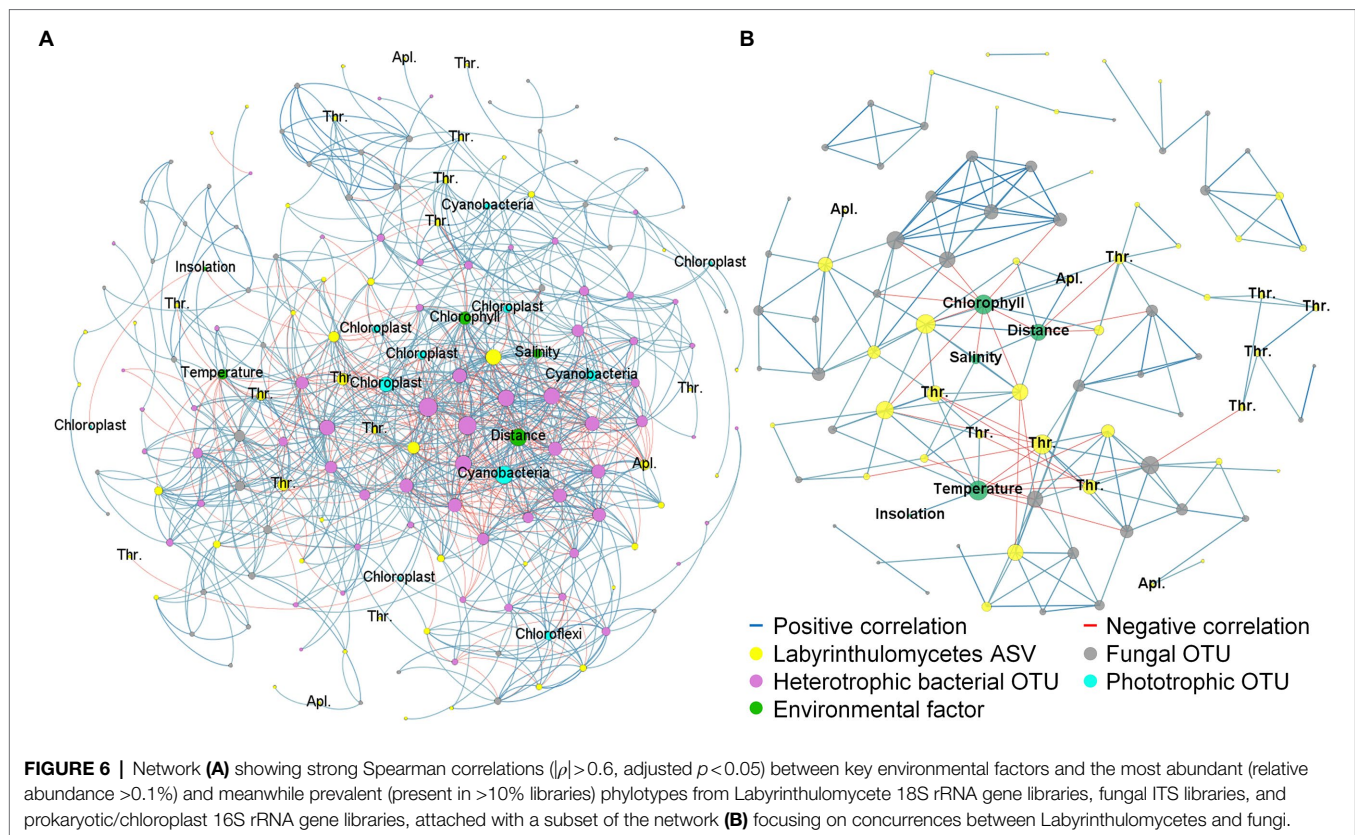 A
B
Apl.
Thr.
Thr.
Thr.
Thr.
Cyanobacteria
Thr.
Insolation
Chloroplast
Thr.
Chloroplast
Chlorophyll
Chloroplast
Chloroplast
Salinity
Temperature
Thr.
Chloroplast
Cyanobacteria
Thr.
Thr.
Chloroplast
Thr.
Distance
Cyanobacteria
Apl.
Thr.
Thr.
Chloroplast
Thr.
Chloroflexi
Apl.
Apl.
Thr.
Apl.
Chlorophyll
Thr.
Thr.
Distance
Salinity
Thr.
Thr.
Thr.
Thr.
Thr.
Temperature
Thr.
Insolation
Apl.
Positive correlation
Negative correlation
Labyrinthulomycetes ASV
Fungal OTU
Heterotrophic bacterial OTU
Phototrophic OTU
Environmental factor
FIGURE 6 | Network (A) showing strong Spearman correlations (|ρ|>0.6, adjusted p<0.05) between key environmental factors and the most abundant (relative
abundance >0.1%) and meanwhile prevalent (present in >10% libraries) phylotypes from Labyrinthulomycete 18S rRNA gene libraries, fungal ITS libraries, and
prokaryotic/chloroplast 16S rRNA gene libraries, attached with a subset of the network (B) focusing on concurrences between Labyrinthulomycetes and fungi.